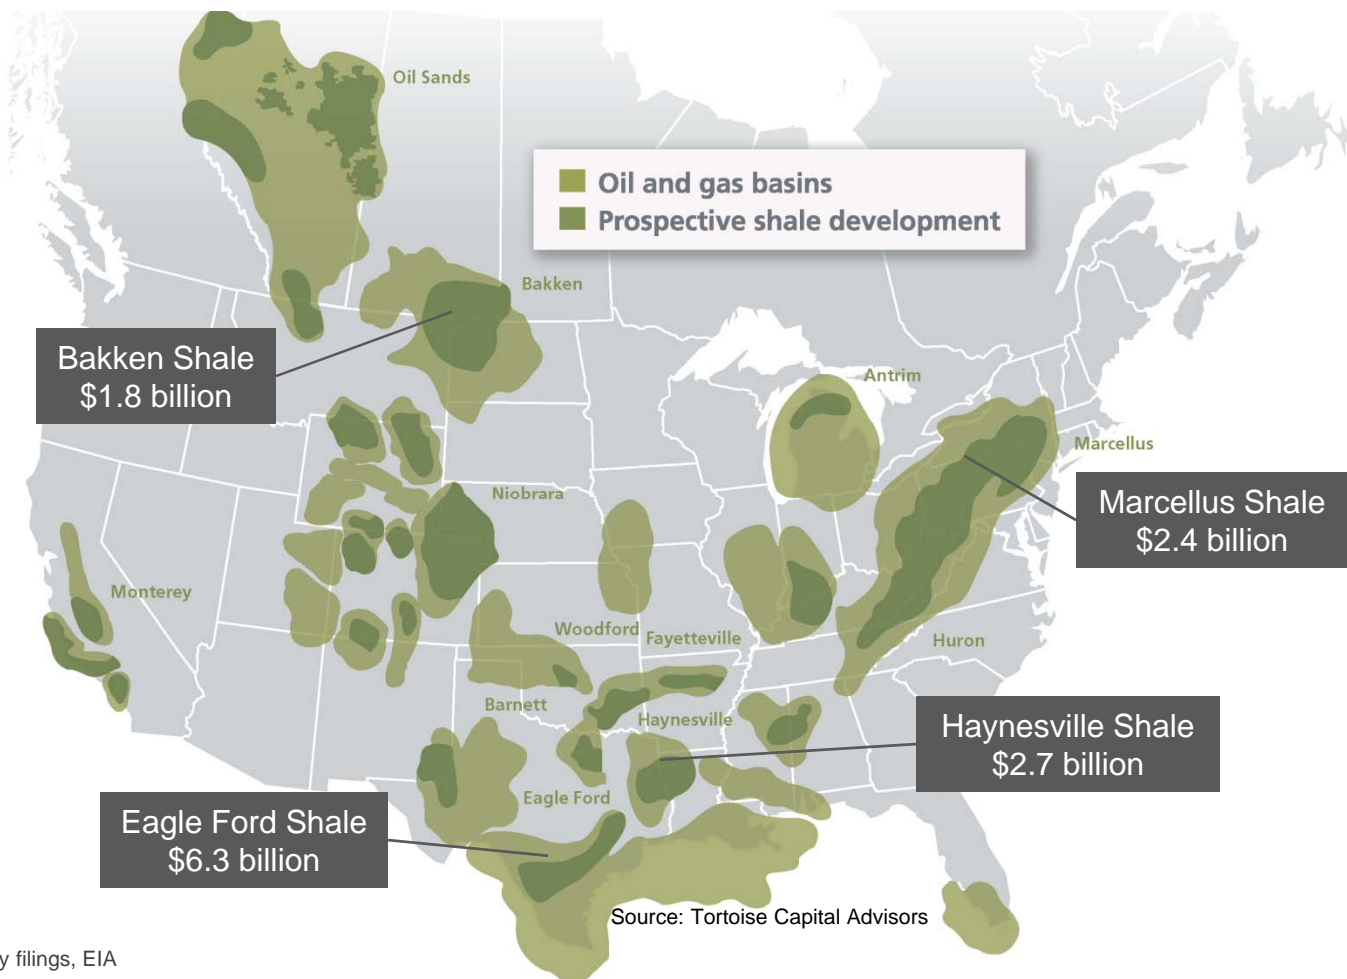 Oil Sands
Oil and gas basins
Prospective shale development
Bakken
Bakken Shale
$1.8 billion
Antrim
Marcellus
Niobrara
Marcellus Shale
$2.4 billion
Monterey
Woodford
Fayetteville
Huron
Barnett
Haynesville
Haynesville Shale
$2.7 billion
Eagle Ford
Eagle Ford Shale
$6.3 billion
Source: Tortoise Capital Advisors
filings, EIA